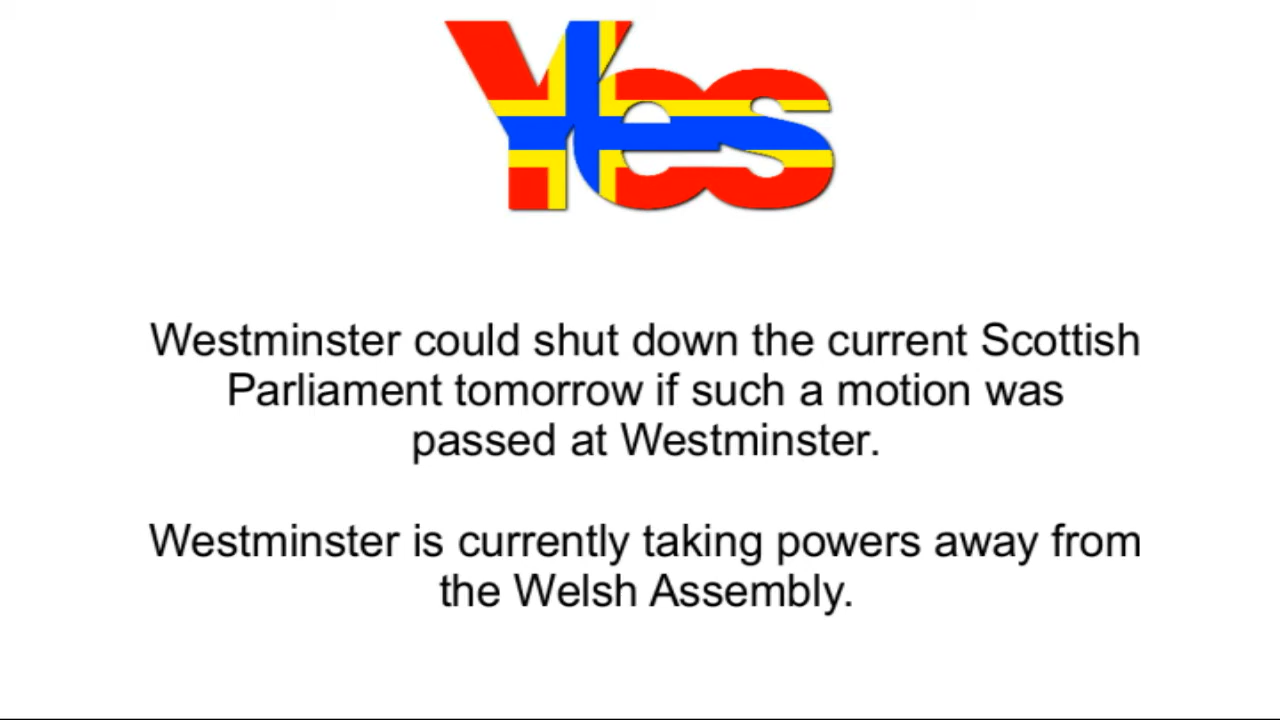 Yes
Westminster could shut down the current Scottish
Parliament tomorrow if such a motion was
passed at Westminster.
Westminster is currently taking powers away from
the Welsh Assembly.